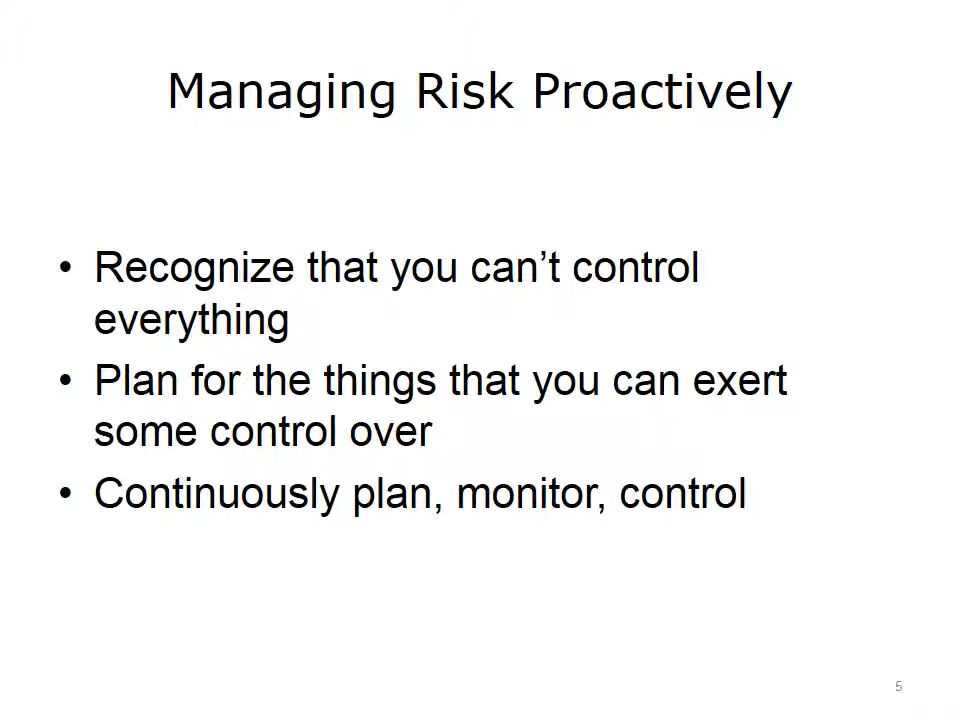 Managing Risk Proactively
• Recognize that you can’t control
everything
• Plan for the things that you can exert
some control over
• Continuously plan, monitor, control
5